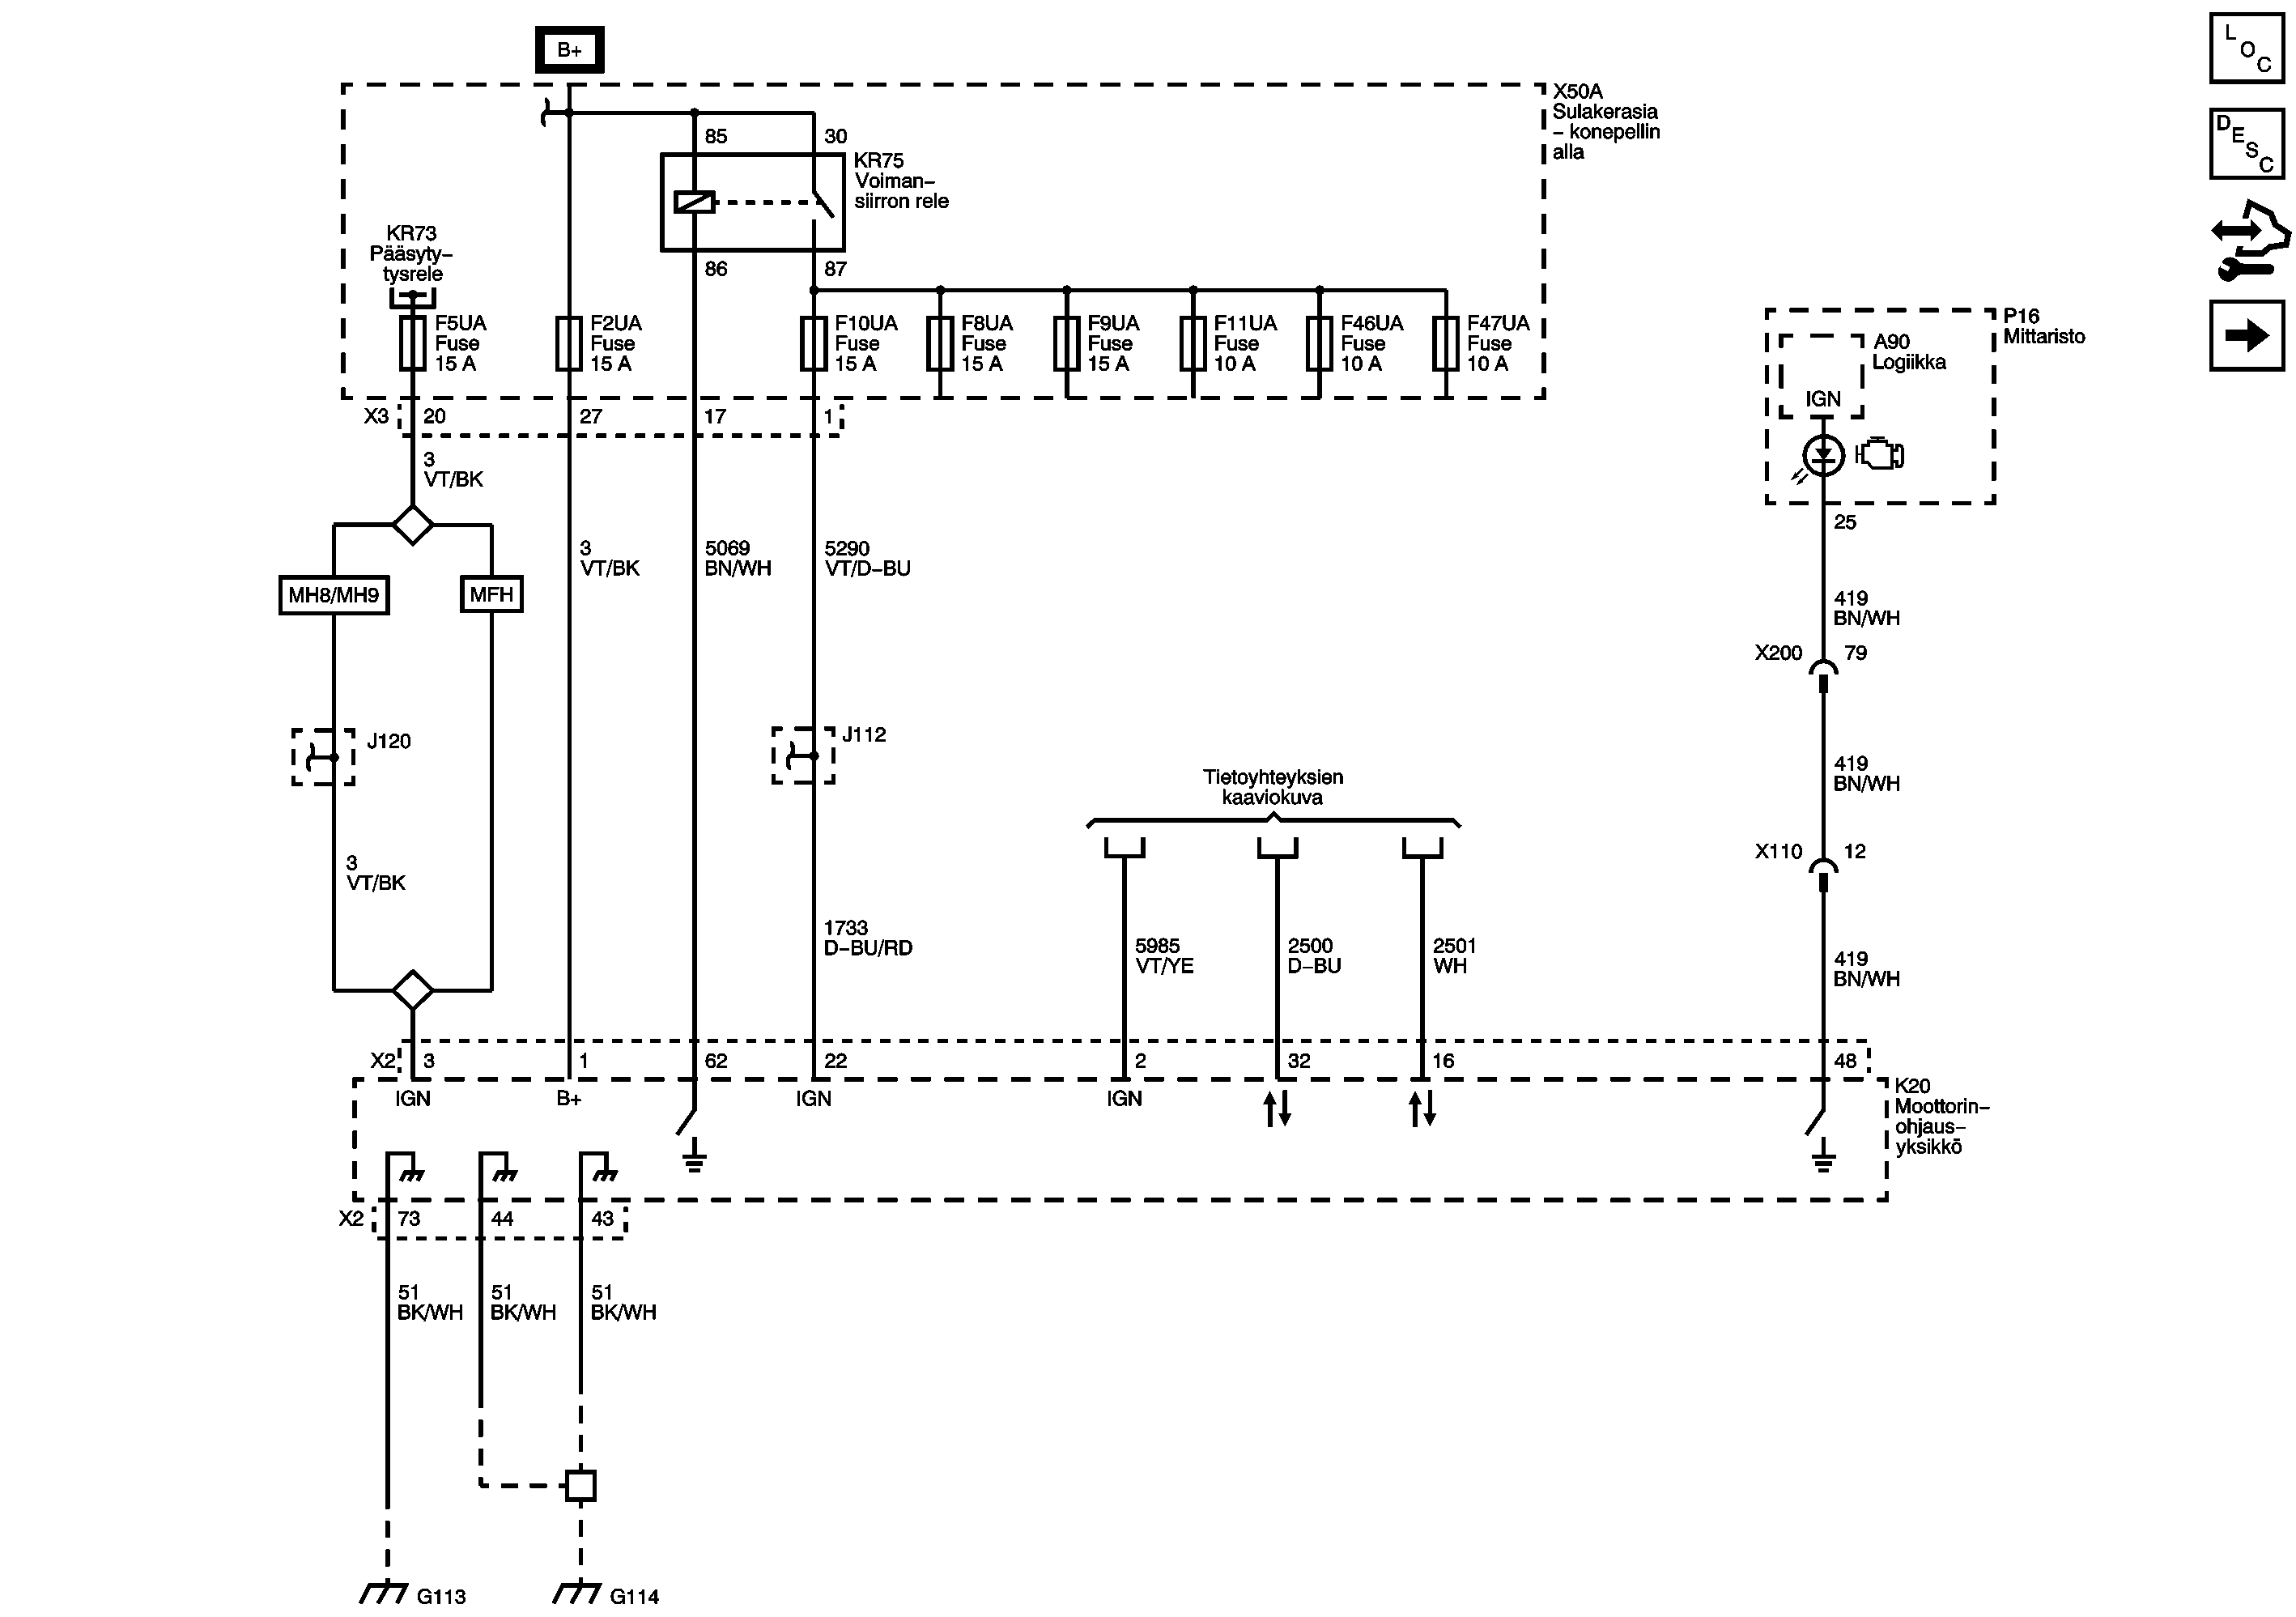 B+
L
O
C
X50A
Sulakerasia
– konepellin
alla
85
30
KR75
Voiman–
siirron rele
D
E
S
C
86
87
KR73
Pääsyty–
tysrele
F5UA
Fuse
15 A
F2UA
Fuse
15 A
F10UA
Fuse
15 A
F8UA
Fuse
15 A
F9UA
Fuse
15 A
F11UA
Fuse
10 A
F46UA
Fuse
10 A
F47UA
Fuse
10 A
P16
Mittaristo
A90
Logiikka
IGN
X3
20
27
17
1
3
VT/BK
25
3
VT/BK
5069
BN/WH
5290
VT/D–BU
MH8/MH9
MFH
419
BN/WH
X200
79
J120
J112
419
BN/WH
Tietoyhteyksien
kaaviokuva
X110
12
3
VT/BK
1733
D–BU/RD
5985
VT/YE
2500
D–BU
2501
WH
419
BN/WH
X2
3
1
62
22
2
32
16
48
IGN
B+
IGN
IGN
K20
Moottorin–
ohjaus–
yksikkö
X2
73
44
43
51
BK/WH
51
BK/WH
51
BK/WH
G113
G114